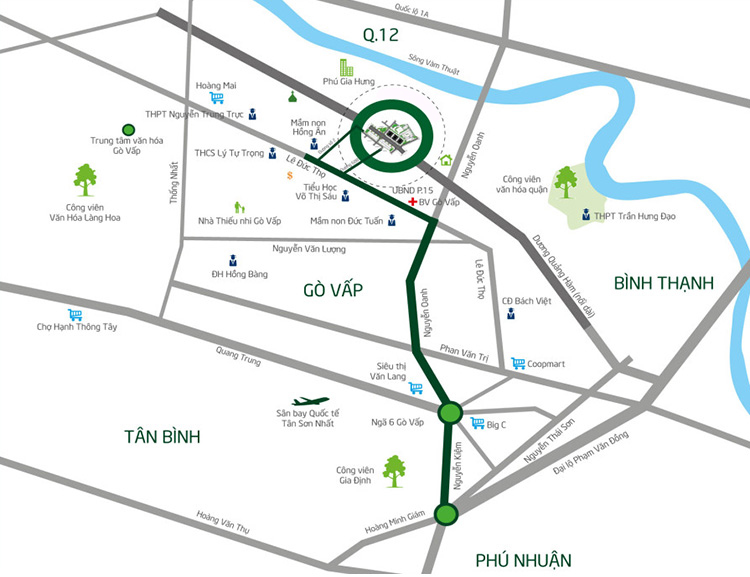 Quốc lộ 1A
Q.12
Sông Vàm Thuật
Phú Gia Hưng
Hoàng Mai
THPT Nguyễn Trung Trực
Mầm non
Hồng Ân
Trung tâm văn hóa
Gò Vấp
THCS Lý Tự Trọng
Lê Đức Thọ
Nguyễn Oanh
Thống Nhất
Tiểu Học
Võ Thị Sáu
UBND P.15
BV Gò Vấp
Công viên
văn hóa quận
THPT Trần Hưng Đạo
Công viên
Văn Hóa Làng Hoa
Nhà Thiếu nhi Gò Vấp
Mầm non Đức Tuấn
Nguyễn Văn Lượng
Dương Quảng Hàm (nối dài)
ĐH Hồng Bàng
GÒ VẤP
Nguyễn Oanh
Lê Đức Thọ
BÌNH THẠNH
CĐ Bách Việt
Chợ Hạnh Thông Tây
Quang Trung
Phan Văn Trị
Siêu thị
Văn Lang
Coopmart
Sân bay Quốc tế
Tân Sơn Nhất
Ngã 6 Gò Vấp
Big C
TÂN BÌNH
Nguyễn Thái Sơn
Đại lộ Phạm Văn Đồng
Nguyễn Kiệm
Công viên
Gia Định
Hoàng Văn Thụ
Hoàng Minh Giám
PHÚ NHUẬN